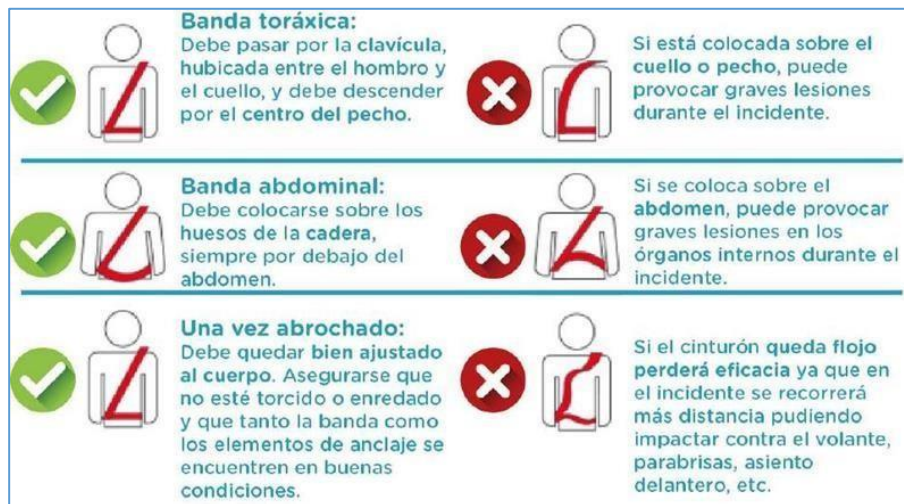 Banda toráxica:
Debe pasar por la clavícula,
hubicada entre el hombro y
el cuello, y debe descender
por el centro del pecho.
Si está colocada sobre el
cuello o pecho, puede
provocar graves lesiones
durante el incidente.
Banda abdominal:
Debe colocarse sobre los
huesos de la cadera,
siempre por debajo del
abdomen.
Si se coloca sobre el
abdomen, puede provocar
graves lesiones en los
órganos internos durante el
incidente.
Una vez abrochado:
Debe quedar bien ajustado
al cuerpo. Asegurarse que
no esté torcido o enredado
y que tanto la banda como
los elementos de anclaje se
encuentren en buenas
condiciones.
Si el cinturón queda flojo
perderá eficacia ya que en
el incidente se recorrerá
más distancia pudiendo
impactar contra el volante,
parabrisas, asiento
delantero, etc.